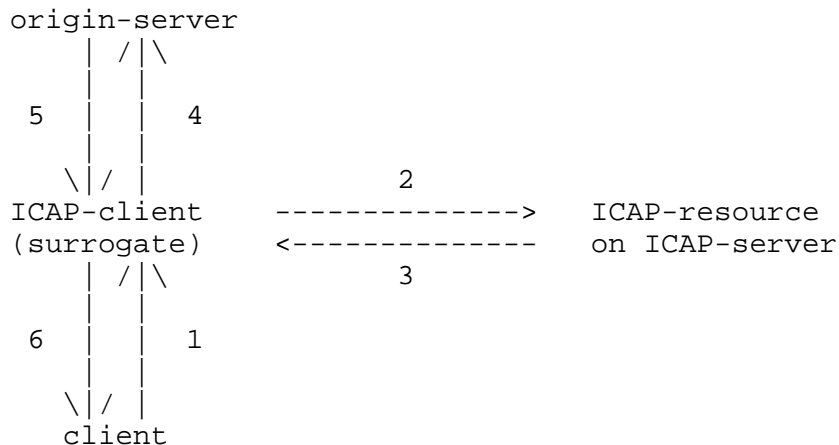 origin-server
| /|\
| |
5 | | 4
| |
\|/ | 2
ICAP-client --------------> ICAP-resource
(surrogate) <-------------- on ICAP-server
| /|\ 3
| |
6 | | 1
| |
\|/ |
client